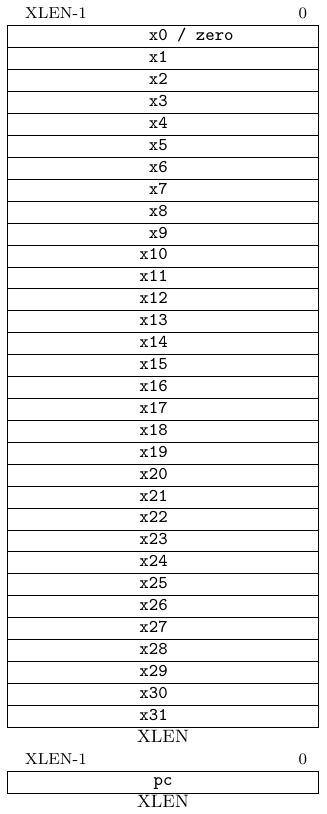 XLEN-1 0
x0 / zero
x1
x2
x3
x4
x5
x6
x7
x8
x9
x10
x11
x12
x13
x14
x15
x16
x17
x18
x19
x20
x21
x22
x23
x24
x25
x26
x27
x28
x29
x30
x31
XLEN
XLEN-1 0
pc
XLEN